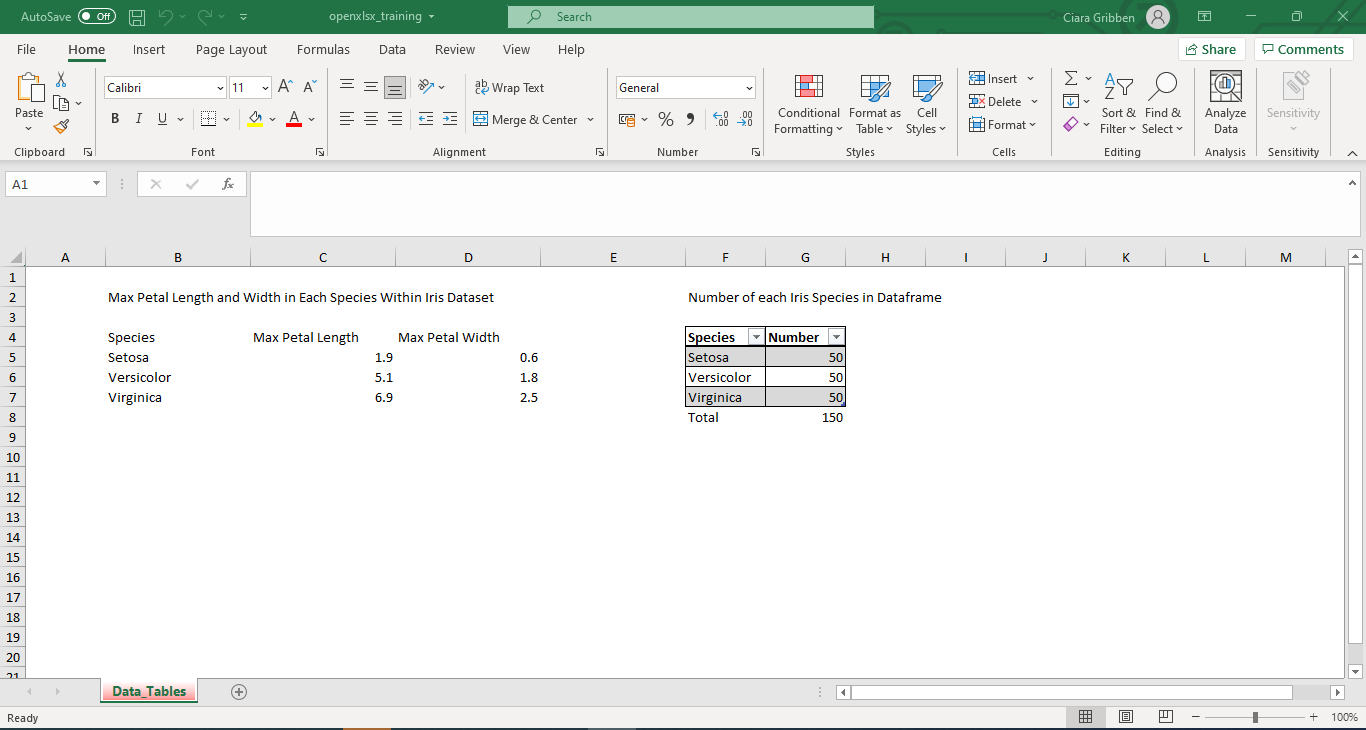 AutoSave Off openxlsx_training Search Ciara Gribben
File Home Insert Page Layout Formulas Data Review View Help Share Comments
Paste Calibri 11 A^ A˅ ab Wrap Text General Conditional Formatting Format as Table Cell Styles Insert Delete Format Sort & Filter Find & Select Analyze Data Sensitivity
B I U A Merge & Center % 9
Clipboard Font Alignment Number Styles Cells Editing Analysis Sensitivity
A1 fx
A B C D E F G H I J K L M
1
2 Max Petal Length and Width in Each Species Within Iris Dataset Number of each Iris Species in Dataframe
3
4 Species Max Petal Length Max Petal Width Species Number
5 Setosa 1.9 0.6 Setosa 50
6 Versicolor 5.1 1.8 Versicolor 50
7 Virginica 6.9 2.5 Virginica 50
8 Total 150
9
10
11
12
13
14
15
16
17
18
19
20
21
Data_Tables
Ready 100%